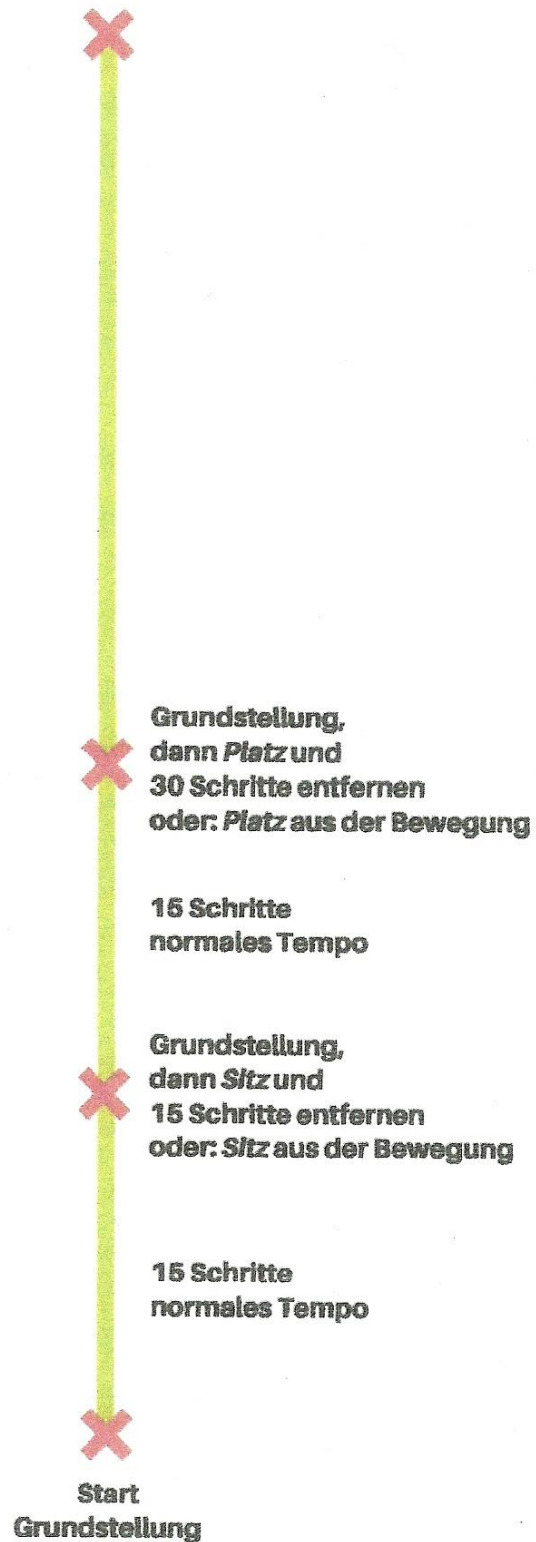 Grundstellung,
dann Platz und
30 Schritte entfernen
oder: Platz aus der Bewegung
15 Schritte
normales Tempo
Grundstellung,
dann Sitz und
15 Schritte entfernen
oder: Sitz aus der Bewegung
15 Schritte
normales Tempo
Start
Grundstellung